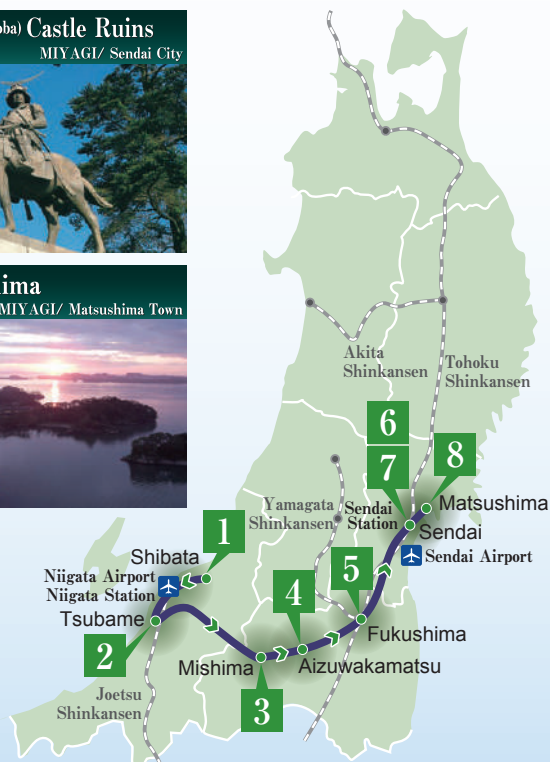 Castle Ruins
MIYAGI/ Sendai City
MIYAGI/ Matsushima Town
Akita
Shinkansen
Tohoku
Shinkansen
6
7
8
Yamagata
Shinkansen
Sendai
Station
Matsushima
Sendai
Sendai Airport
1
Shibata
Niigata Airport
Niigata Station
Tsubame
2
4
5
Fukushima
Mishima
Aizuwakamatsu
3
Joetsu
Shinkansen